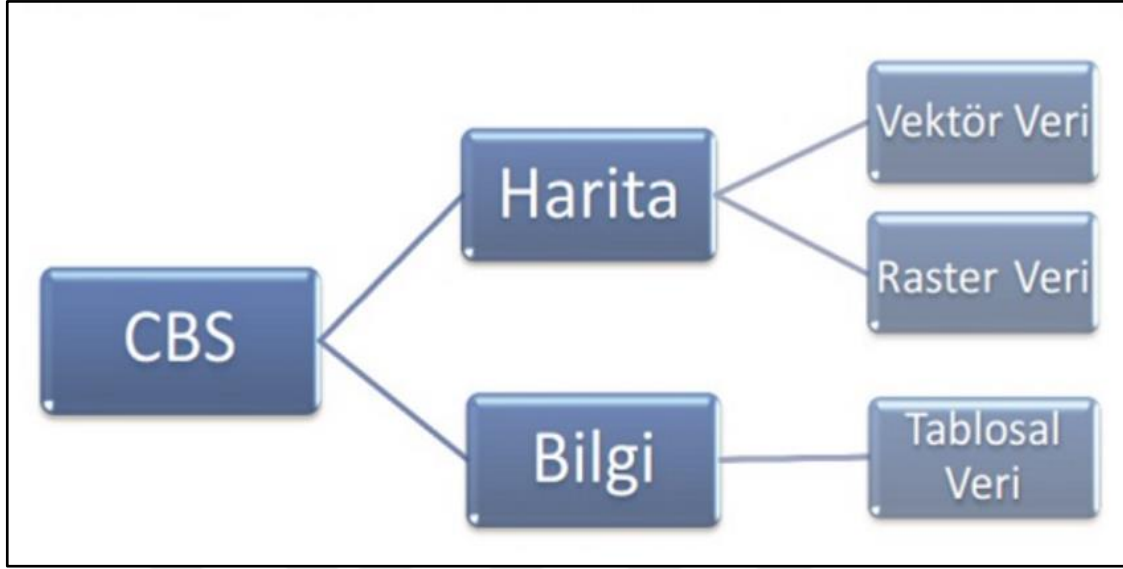 CBS
Harita
Vektör Veri
Raster Veri
Bilgi
Tablosal
Veri